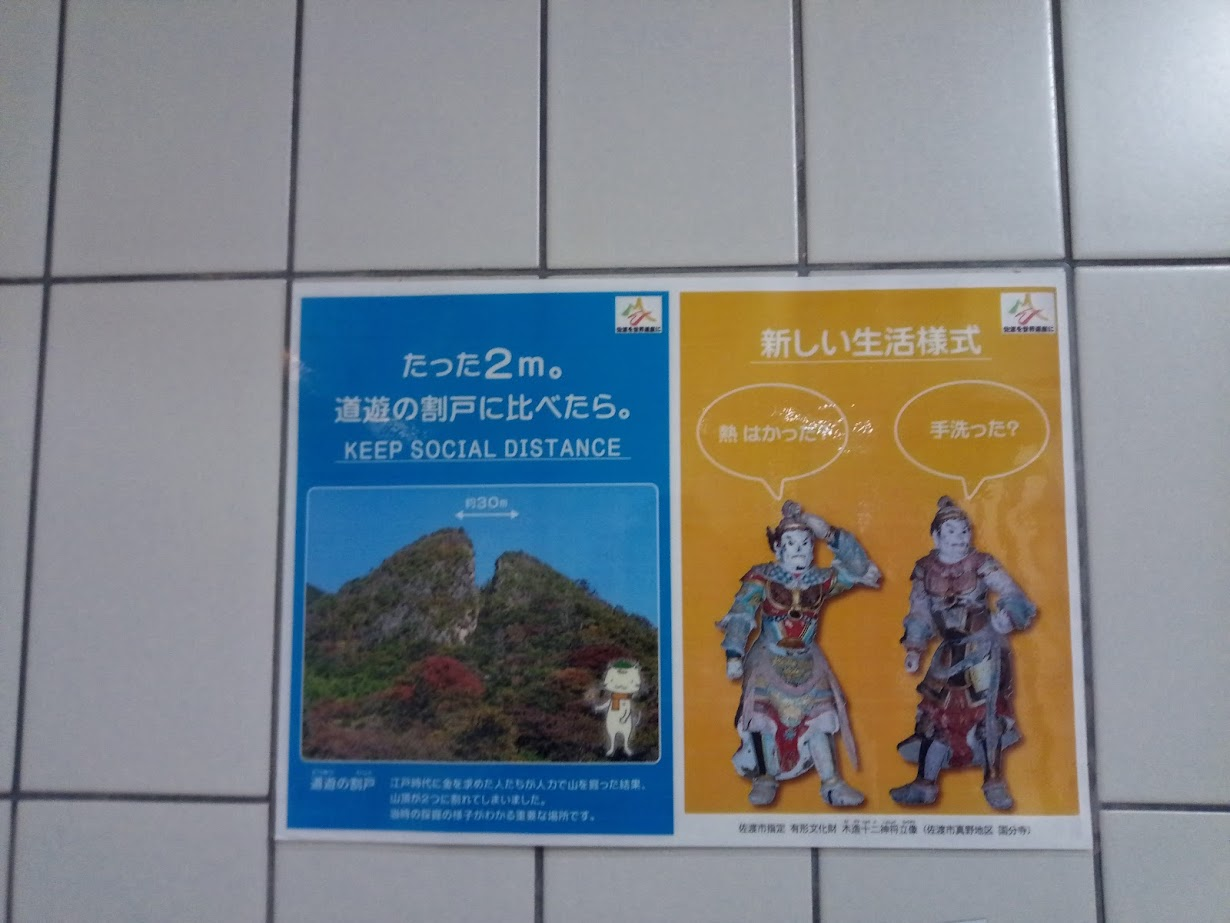 佐渡を世界遺産に
たった2m。
道遊の割戸に比べたら。
KEEP SOCIAL DISTANCE
約30m
道遊の割戸
江戸時代に金を求めた人たちが人力で山を掘った結果、
山頂が2つに割れてしまいました。
当時の採掘の様子がわかる重要な場所です。
佐渡を世界遺産に
新しい生活様式
熱 はかった?
手洗った?
佐渡市指定 有形文化財 木造十二神将立像（佐渡市真野地区 国分寺）